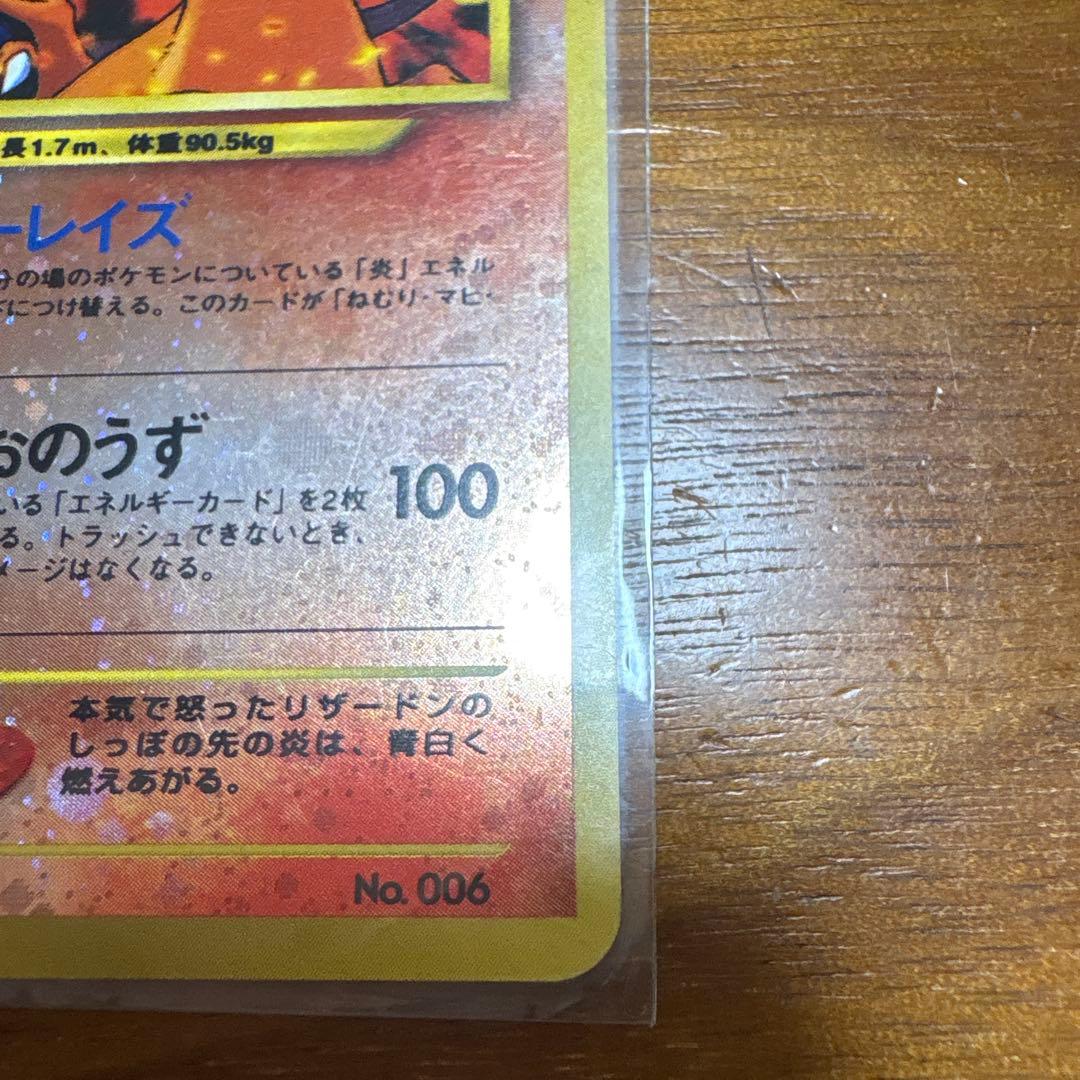 長1.7m、体重90.5kg
ーレイズ
分の場のポケモンについている「炎」エネル
につけ替える。このカードが「ねむり・マヒ・
おのうず
いる「エネルギーカード」を2枚
る。トラッシュできないとき、
メージはなくなる。
100
本気で怒ったリザードンの
しっぽの先の炎は、青白く
燃えあがる。
No.006